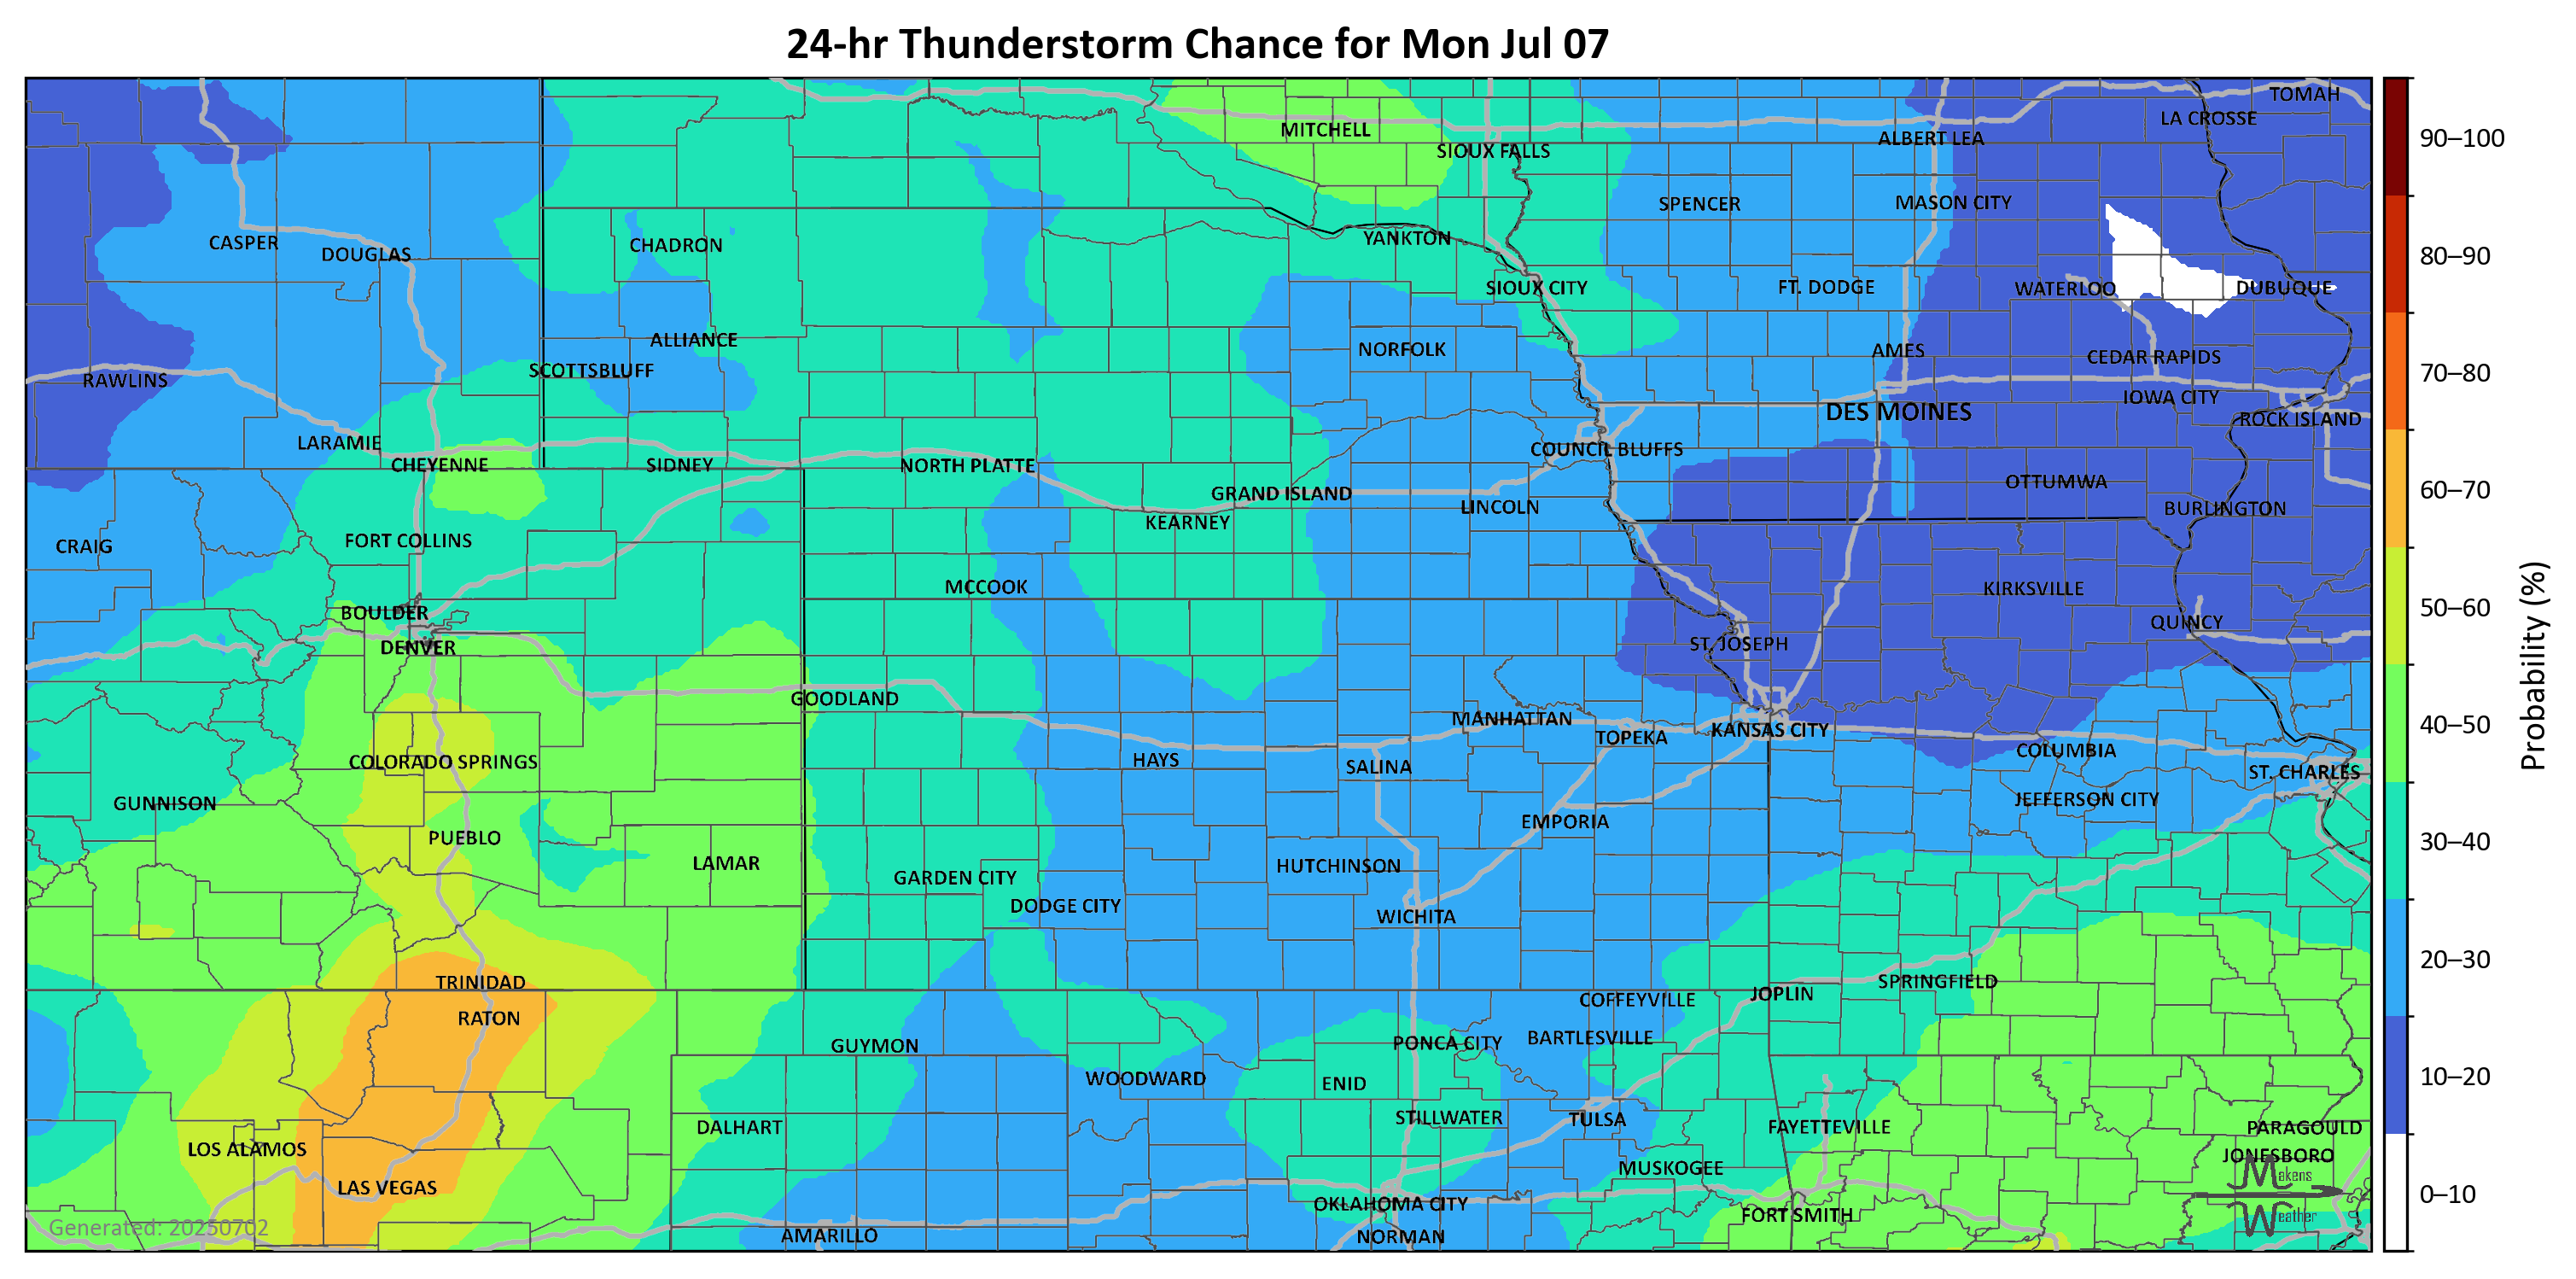 24-hr Thunderstorm Chance for Mon Jul 07
TOMAH
LA CROSSE
MITCHELL
ALBERT LEA
SIOUX FALLS
SPENCER
MASON CITY
CASPER
DOUGLAS
CHADRON
YANKTON
SIOUX CITY
FT. DODGE
WATERLOO
DUBUQUE
ALLIANCE
NORFOLK
AMES
CEDAR RAPIDS
RAWLINS
SCOTTSBLUFF
IOWA CITY
DES MOINES
ROCK ISLAND
LARAMIE
COUNCIL BLUFFS
CHEYENNE
SIDNEY
NORTH PLATTE
OTTUMWA
GRAND ISLAND
LINCOLN
BURLINGTON
KEARNEY
CRAIG
FORT COLLINS
MCCOOK
KIRKSVILLE
BOULDER
QUINCY
DENVER
ST. JOSEPH
GOODLAND
MANHATTAN
TOPEKA
KANSAS CITY
COLUMBIA
COLORADO SPRINGS
HAYS
SALINA
ST. CHARLES
GUNNISON
JEFFERSON CITY
PUEBLO
EMPORIA
LAMAR
HUTCHINSON
GARDEN CITY
DODGE CITY
WICHITA
TRINIDAD
SPRINGFIELD
JOPLIN
COFFEYVILLE
RATON
GUYMON
PONCA CITY
BARTLESVILLE
WOODWARD
ENID
STILLWATER
TULSA
DALHART
FAYETTEVILLE
PARAGOULD
LOS ALAMOS
JONESBORO
MUSKOGEE
LAS VEGAS
OKLAHOMA CITY
FORT SMITH
AMARILLO
NORMAN
Generated: 20250702
Mekens
Weather
90–100
80–90
70–80
60–70
50–60
40–50
30–40
20–30
10–20
0–10
Probability (%)